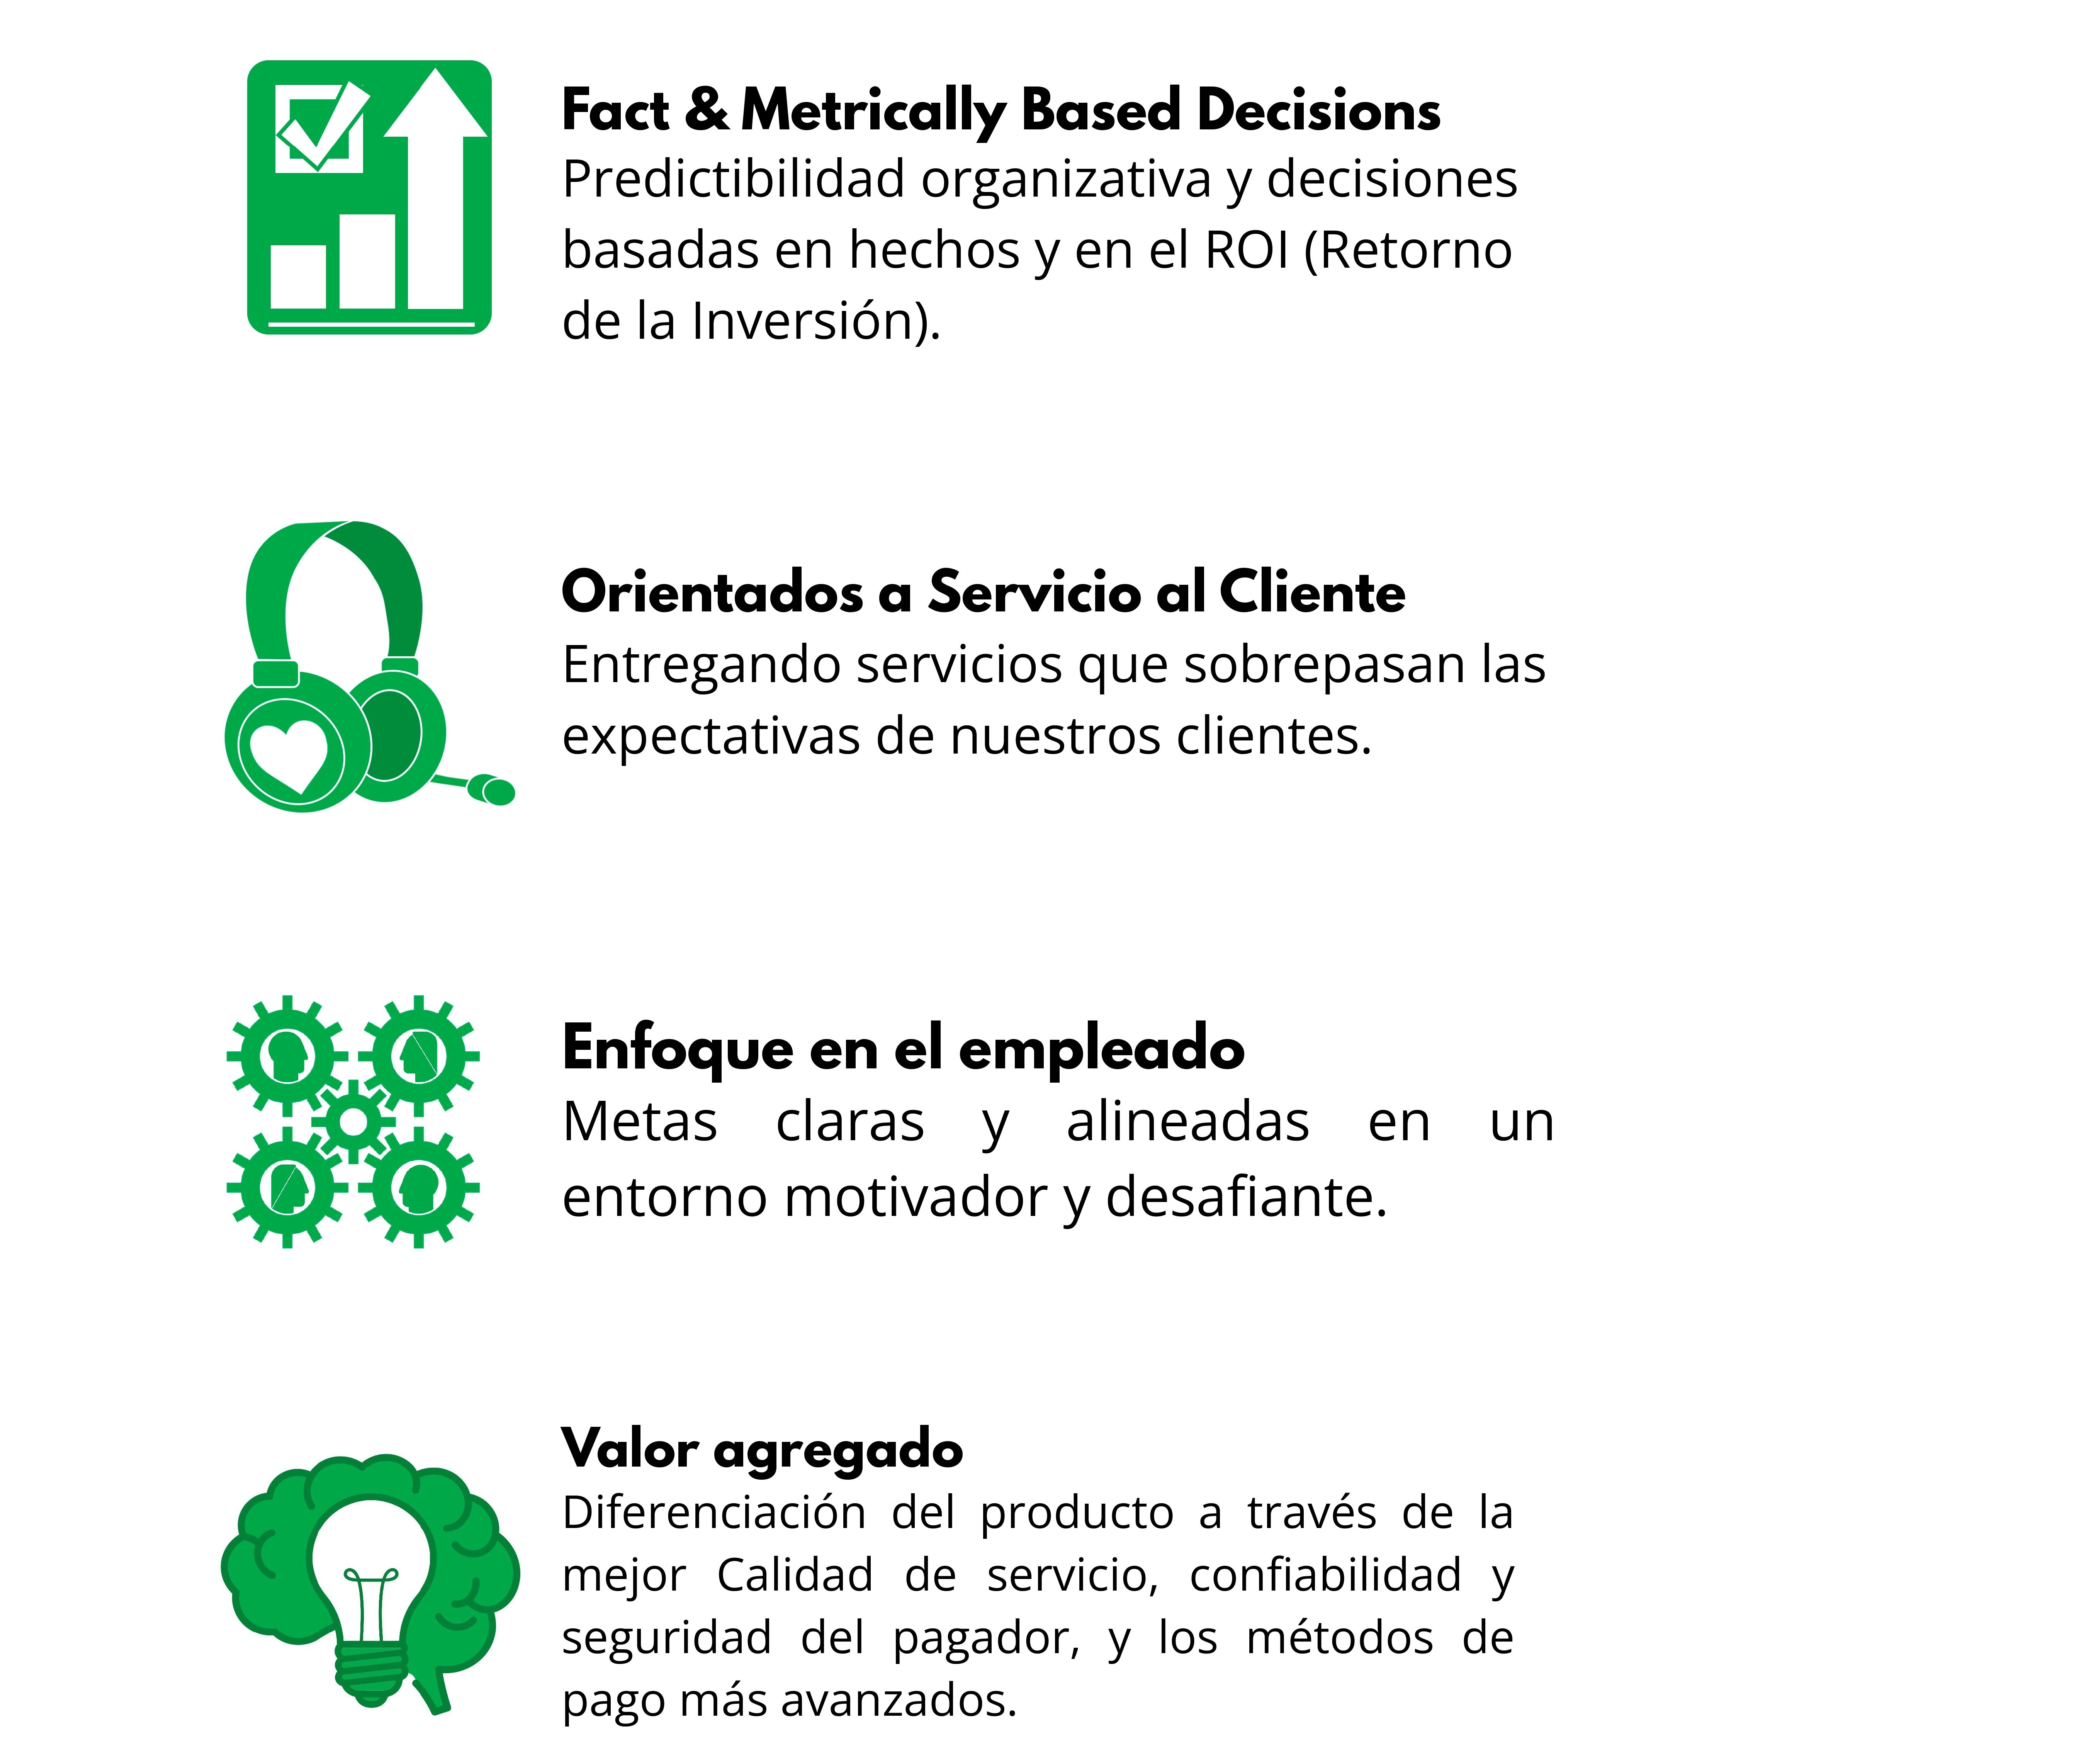 Fact & Metrically Based Decisions
Predictibilidad organizativa y decisiones
basadas en hechos y en el ROI (Retorno
de la Inversión).
Orientados a Servicio al Cliente
Entregando servicios que sobrepasan las
expectativas de nuestros clientes.
Enfoque en el empleado
Metas claras y alineadas en un
entorno motivador y desafiante.
Valor agregado
Diferenciación del producto a través de la
mejor Calidad de servicio, confiabilidad y
seguridad del pagador, y los métodos de
pago más avanzados.